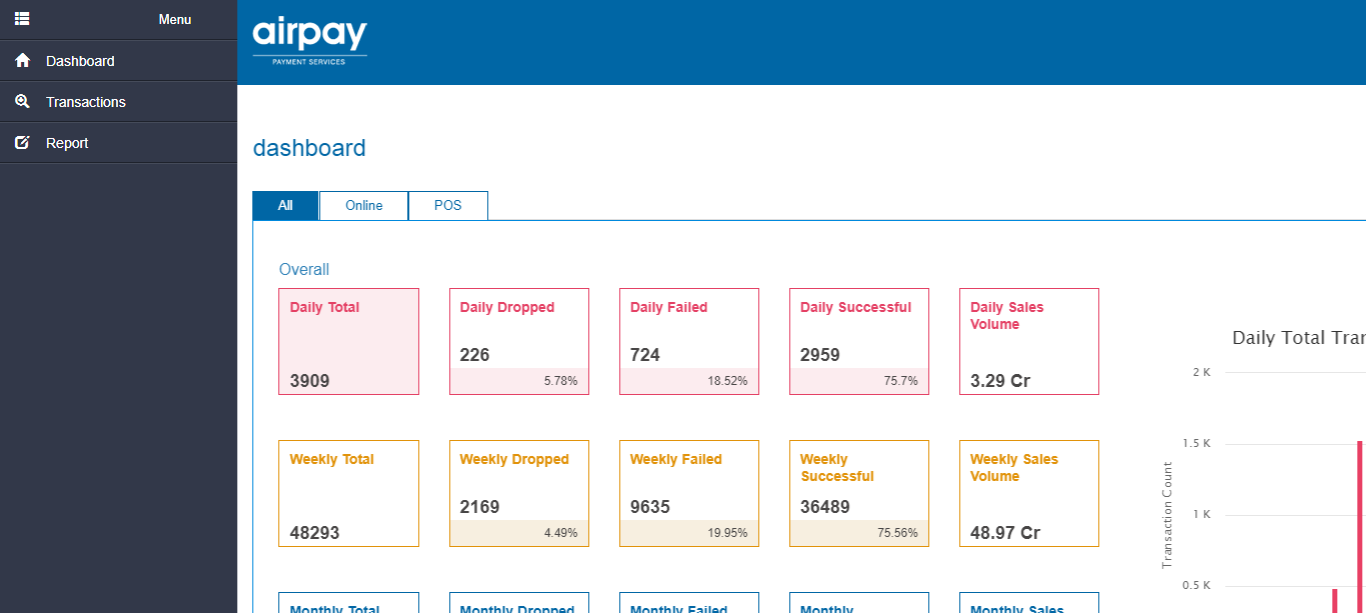 Menu
Dashboard
Transactions
Report
airpay
PAYMENT SERVICES
dashboard
All Online POS
Overall
Daily Total
3909
Daily Dropped
226
5.78%
Daily Failed
724
18.52%
Daily Successful
2959
75.7%
Daily Sales
Volume
3.29 Cr
Weekly Total
48293
Weekly Dropped
2169
4.49%
Weekly Failed
9635
19.95%
Weekly
Successful
36489
75.56%
Weekly Sales
Volume
48.97 Cr
Monthly Total
Monthly Dropped
Monthly Failed
Monthly
Monthly Sales
Daily Total Tra
2 K
1.5 K
1 K
0.5 K
Transaction Count